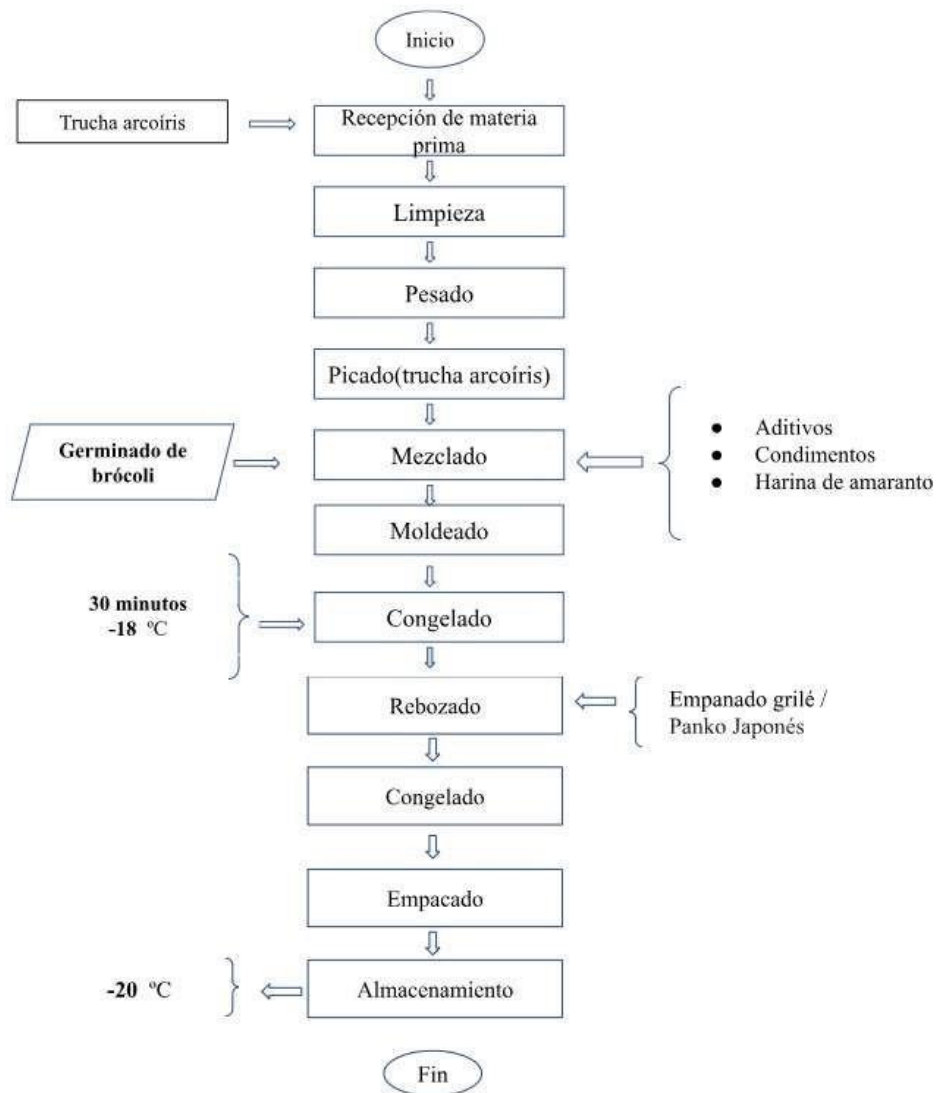 Inicio
Trucha arcoíris
Recepción de materia
prima
Limpieza
Pesado
Picado(trucha arcoíris)
Germinado de
brócoli
Mezclado
● Aditivos
● Condimentos
● Harina de amaranto
Moldeado
30 minutos
-18 ºC
Congelado
Rebozado
Empanado grilé /
Panko Japonés
Congelado
Empacado
-20 ºC
Almacenamiento
Fin